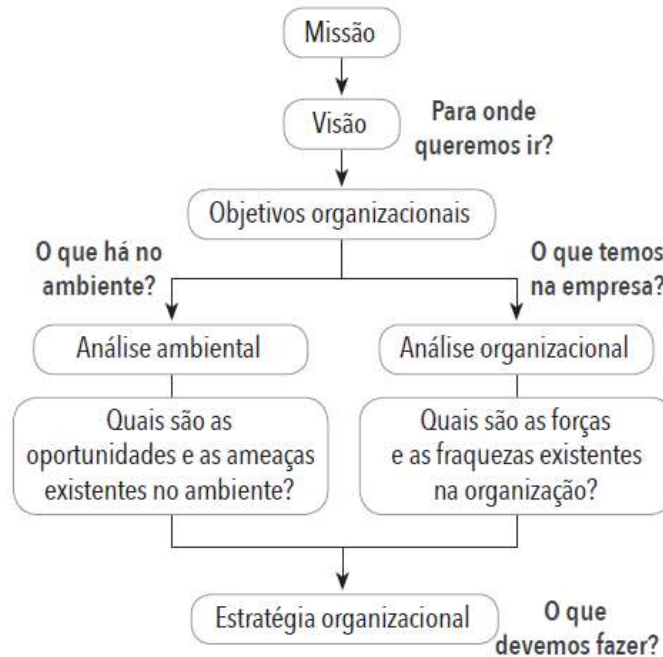 Missão
Visão
Para onde
queremos ir?
Objetivos organizacionais
O que há no
ambiente?
O que temos
na empresa?
Análise ambiental
Análise organizacional
Quais são as
oportunidades e as ameaças
existentes no ambiente?
Quais são as forças
e as fraquezas existentes
na organização?
Estratégia organizacional
O que
devemos fazer?